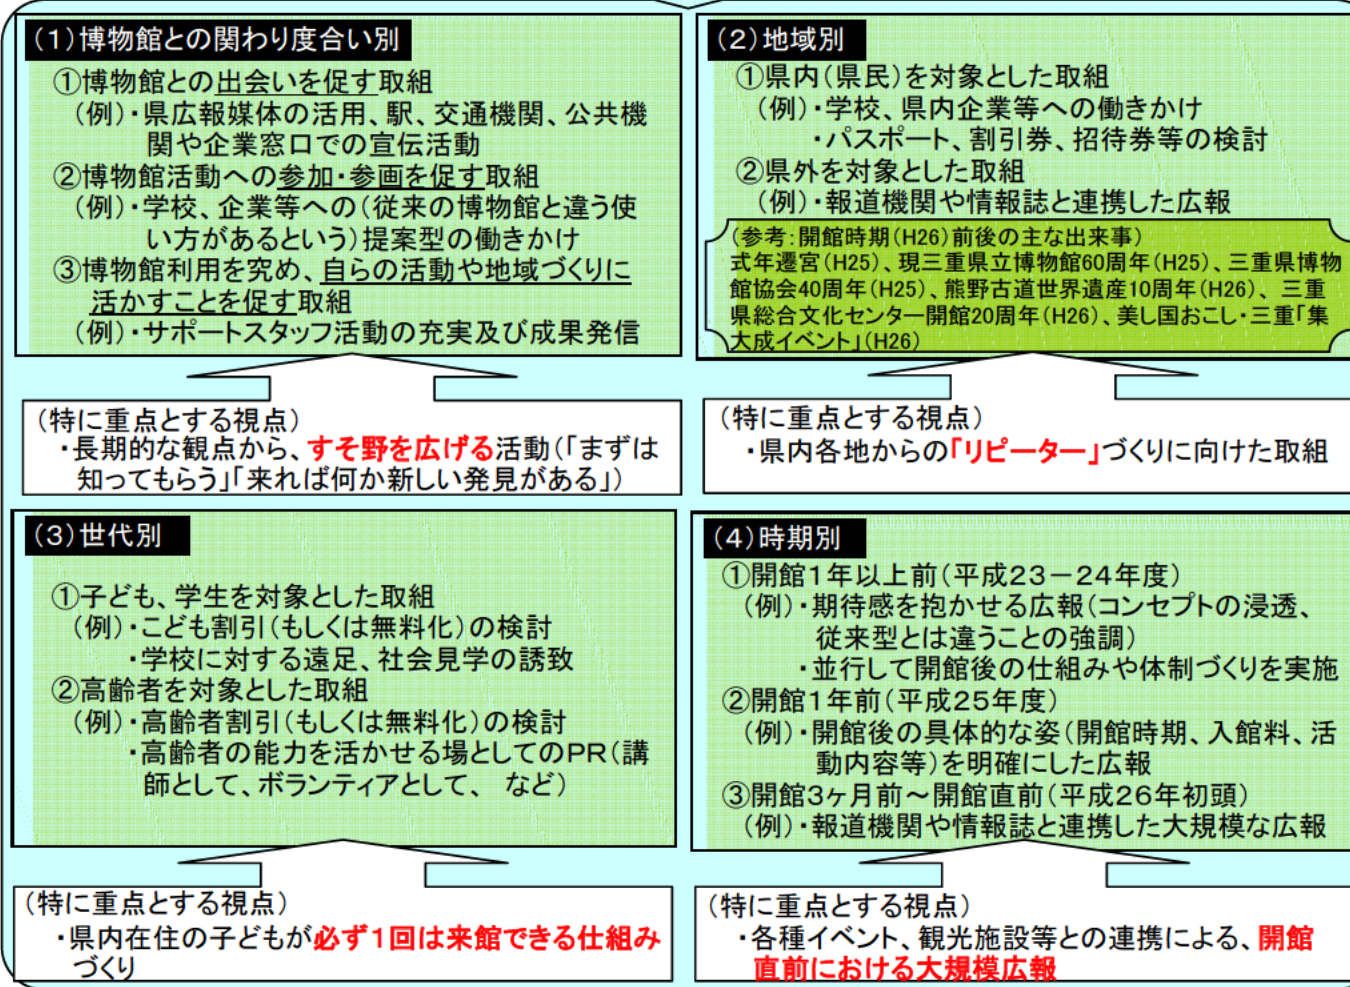 (1)博物館との関わり度合い別
①博物館との出会いを促す取組
(例)・県広報媒体の活用、駅、交通機関、公共機
関や企業窓口での宣伝活動
②博物館活動への参加・参画を促す取組
(例)・学校、企業等への(従来の博物館と違う使
い方があるという)提案型の働きかけ
③博物館利用を究め、自らの活動や地域づくりに
活かすことを促す取組
(例)・サポートスタッフ活動の充実及び成果発信
(特に重点とする視点)
・長期的な観点から、すそ野を広げる活動(「まずは
知ってもらう」「来れば何か新しい発見がある」)
(2)地域別
①県内(県民)を対象とした取組
(例)・学校、県内企業等への働きかけ
・パスポート、割引券、招待券等の検討
②県外を対象とした取組
(例)・報道機関や情報誌と連携した広報
(参考:開館時期(H26)前後の主な出来事)
式年遷宮(H25)、現三重県立博物館60周年(H25)、三重県博物
館協会40周年(H25)、熊野古道世界遺産10周年(H26)、三重
県総合文化センター開館20周年(H26)、美し国おこし・三重「集
大成イベント」(H26)
(特に重点とする視点)
・県内各地からの「リピーター」づくりに向けた取組
(3)世代別
①子ども、学生を対象とした取組
(例)・こども割引(もしくは無料化)の検討
・学校に対する遠足、社会見学の誘致
②高齢者を対象とした取組
(例)・高齢者割引(もしくは無料化)の検討
・高齢者の能力を活かせる場としてのPR(講
師として、ボランティアとして、 など)
(特に重点とする視点)
・県内在住の子どもが必ず1回は来館できる仕組み
づくり
(4)時期別
①開館1年以上前(平成23-24年度)
(例)・期待感を抱かせる広報(コンセプトの浸透、
従来型とは違うことの強調)
・並行して開館後の仕組みや体制づくりを実施
②開館1年前(平成25年度)
(例)・開館後の具体的な姿(開館時期、入館料、活
動内容等)を明確にした広報
③開館3ヶ月前~開館直前(平成26年初頭)
(例)・報道機関や情報誌と連携した大規模な広報
(特に重点とする視点)
・各種イベント、観光施設等との連携による、開館
直前における大規模広報